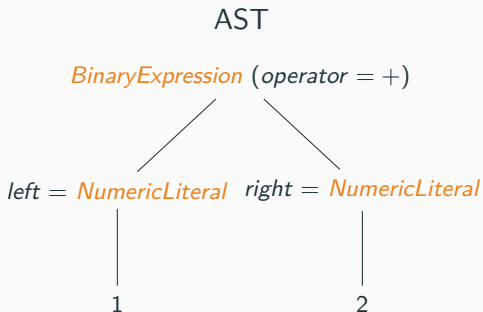 AST
BinaryExpression (operator = +)
left = NumericLiteral right = NumericLiteral
1 2